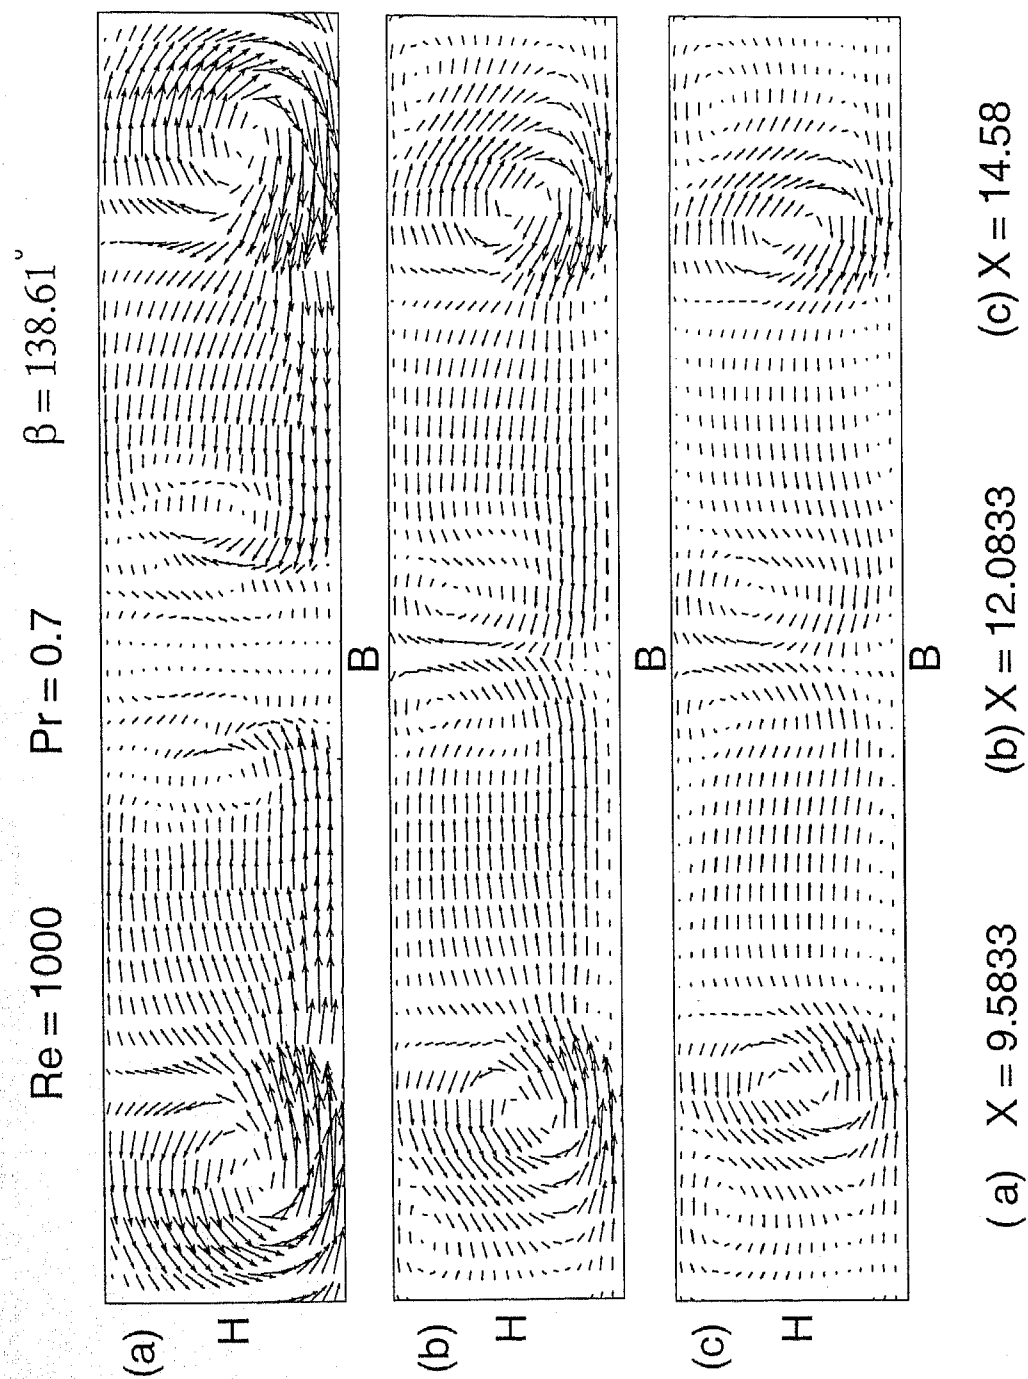 Re = 1000 Pr = 0.7 β = 138.61°
(a)
H
B
(b)
H
B
(c)
H
B
(a) X = 9.5833 (b) X = 12.0833 (c) X = 14.58